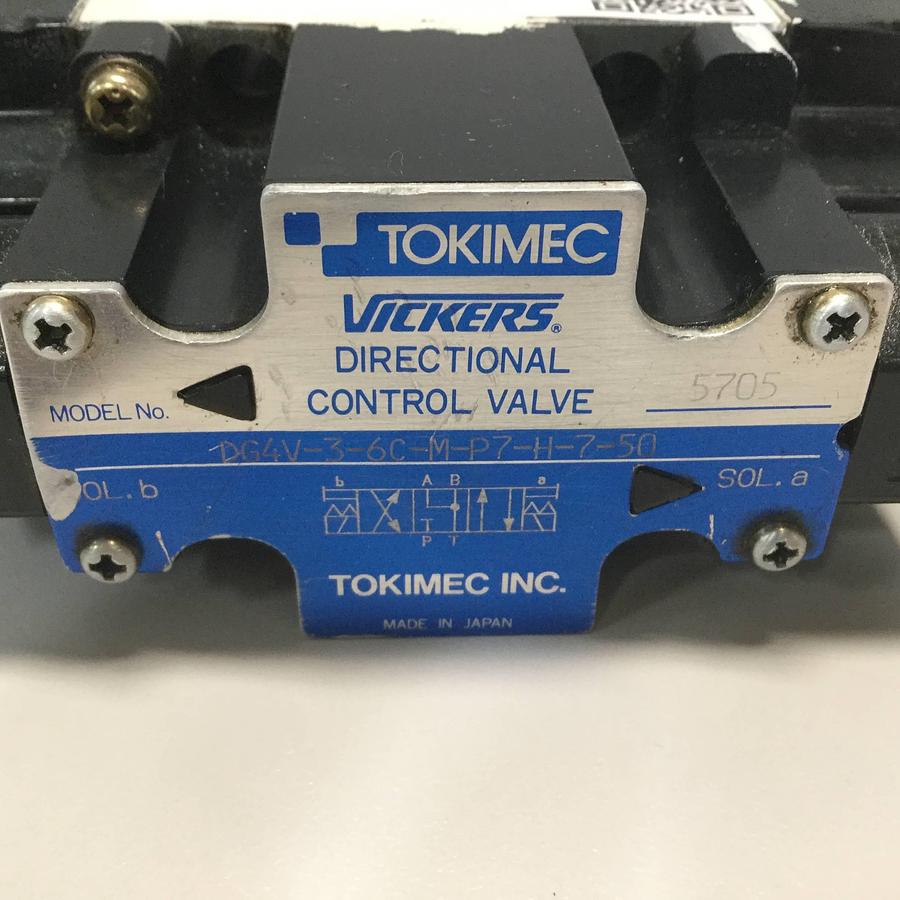 TOKIMEC
VICKERS®
DIRECTIONAL
CONTROL VALVE
5705
MODEL No.
DG4V-3-6C-M-P7-H-7-50
OL.b
b A B a
SOL.a
T
P T
TOKIMEC INC.
MADE IN JAPAN